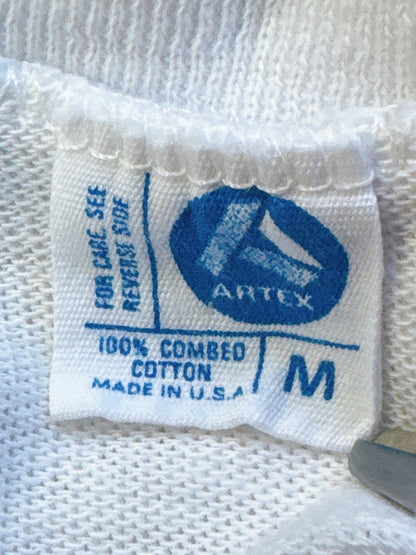 FOR CARE SEE
REVERSE SIDE
ARTEX
100% COMBED
COTTON
MADE IN U.S.A
M